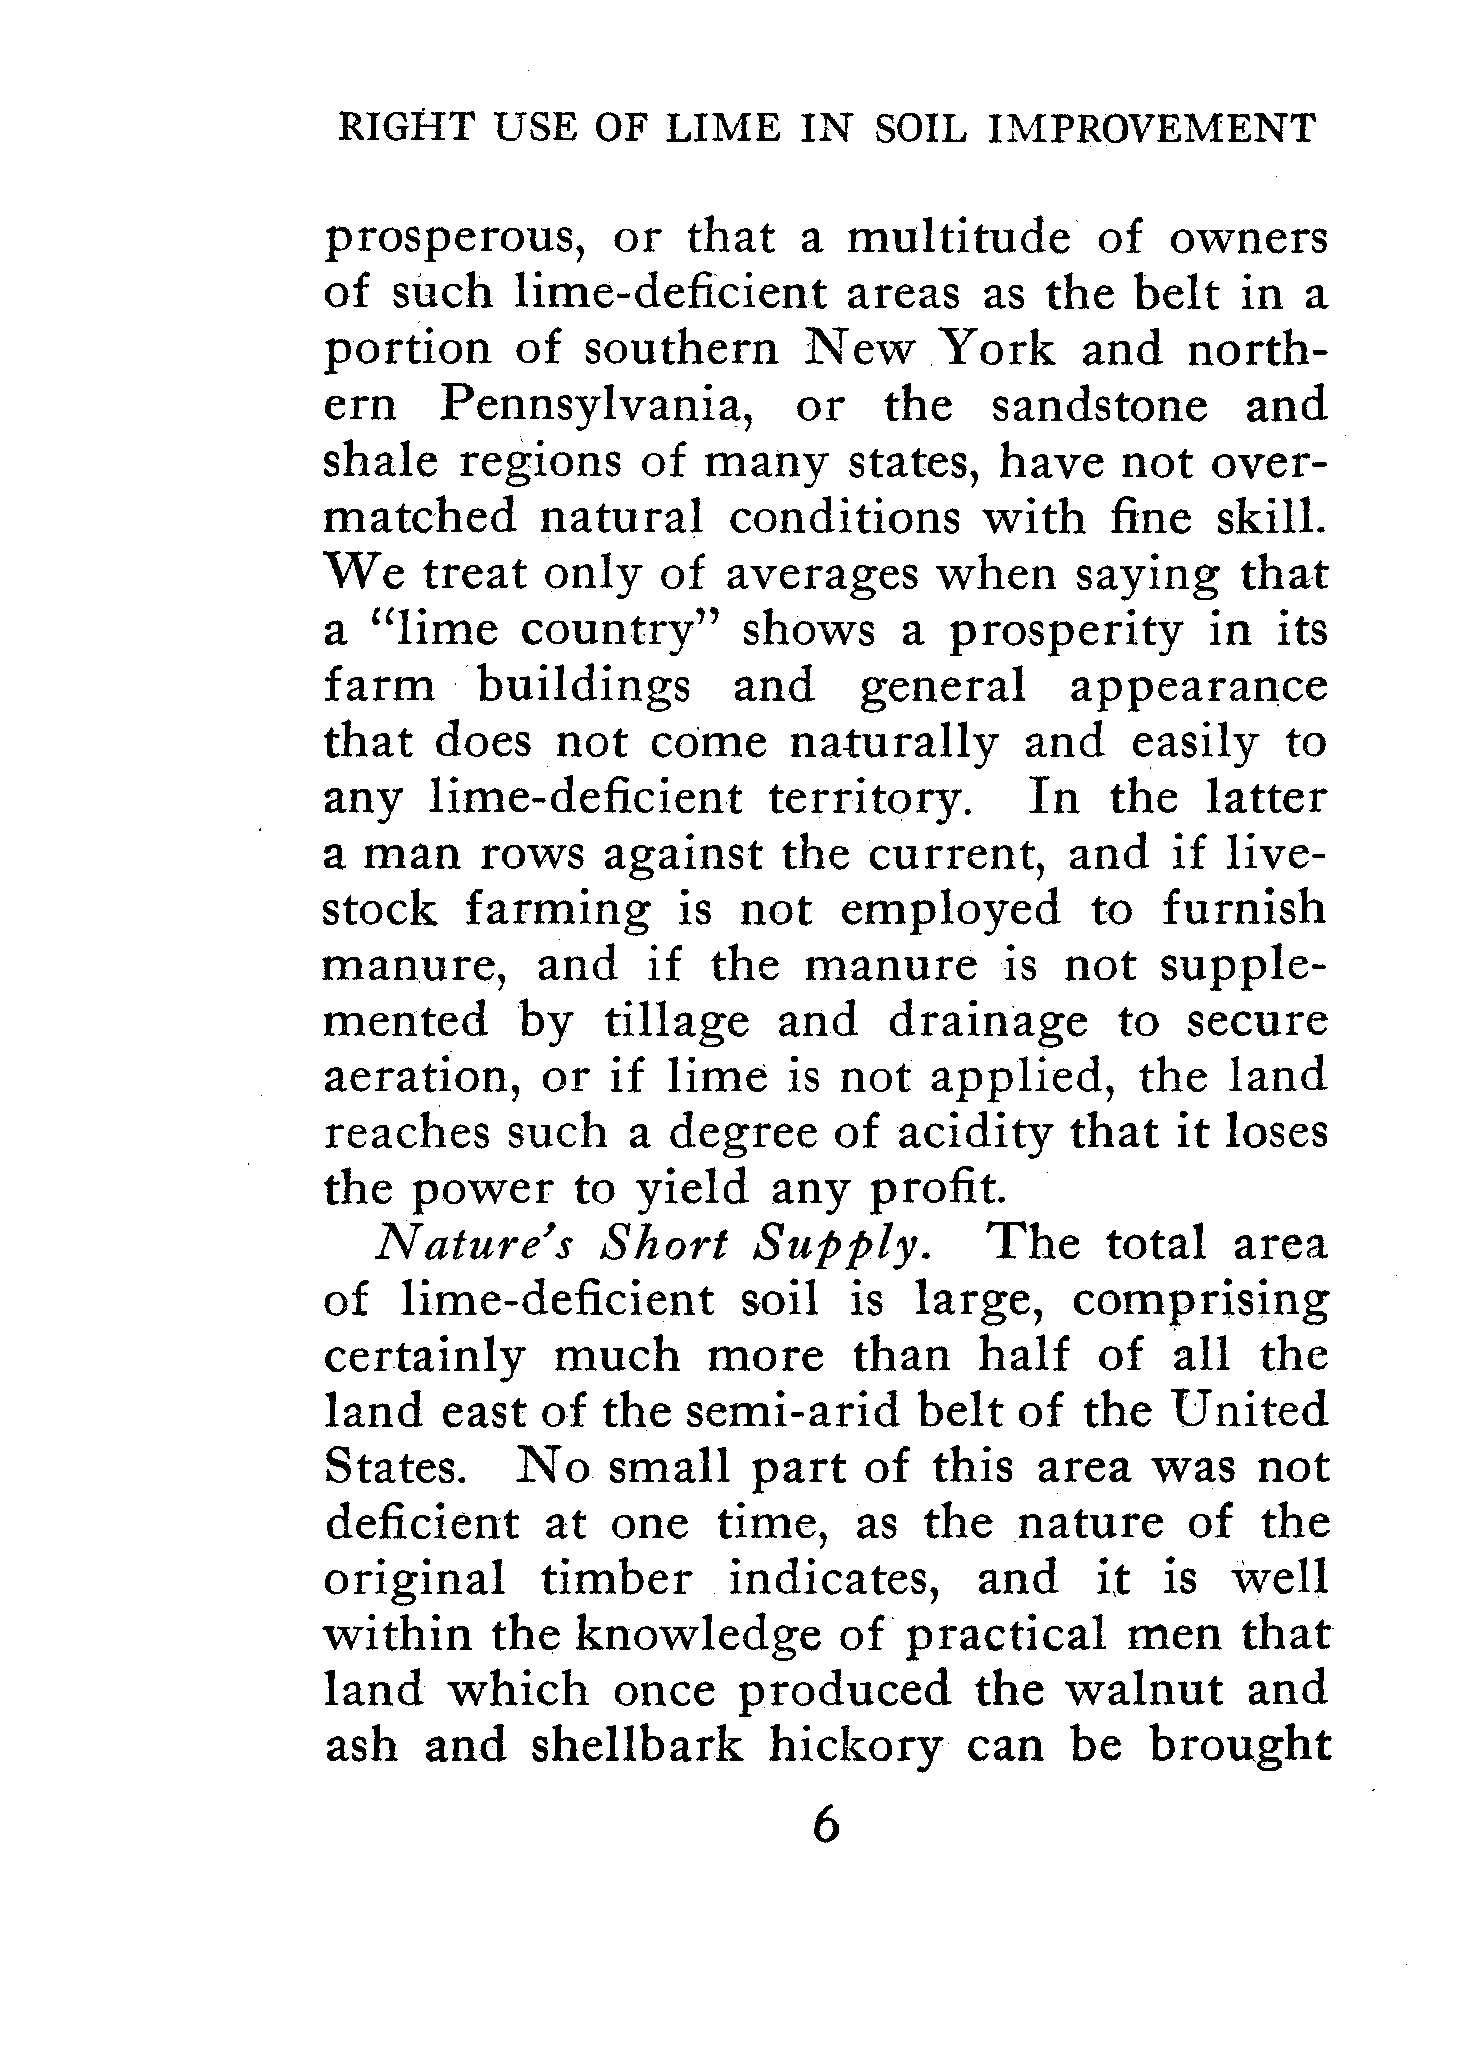 RIGHT USE OF LIME IN SOIL IMPROVEMENT
prosperous, or that a multitude of owners
of such lime-deficient areas as the belt in a
portion of southern New York and north-
ern Pennsylvania, or the sandstone and
shale regions of many states, have not over-
matched natural conditions with fine skill.
We treat only of averages when saying that
a “lime country” shows a prosperity in its
farm buildings and general appearance
that does not come naturally and easily to
any lime-deficient territory. In the latter
a man rows against the current, and if live-
stock farming is not employed to furnish
manure, and if the manure is not supple-
mented by tillage and drainage to secure
aeration, or if lime is not applied, the land
reaches such a degree of acidity that it loses
the power to yield any profit.
Nature's Short Supply. The total area
of lime-deficient soil is large, comprising
certainly much more than half of all the
land east of the semi-arid belt of the United
States. No small part of this area was not
deficient at one time, as the nature of the
original timber indicates, and it is well
within the knowledge of practical men that
land which once produced the walnut and
ash and shellbark hickory can be brought
6